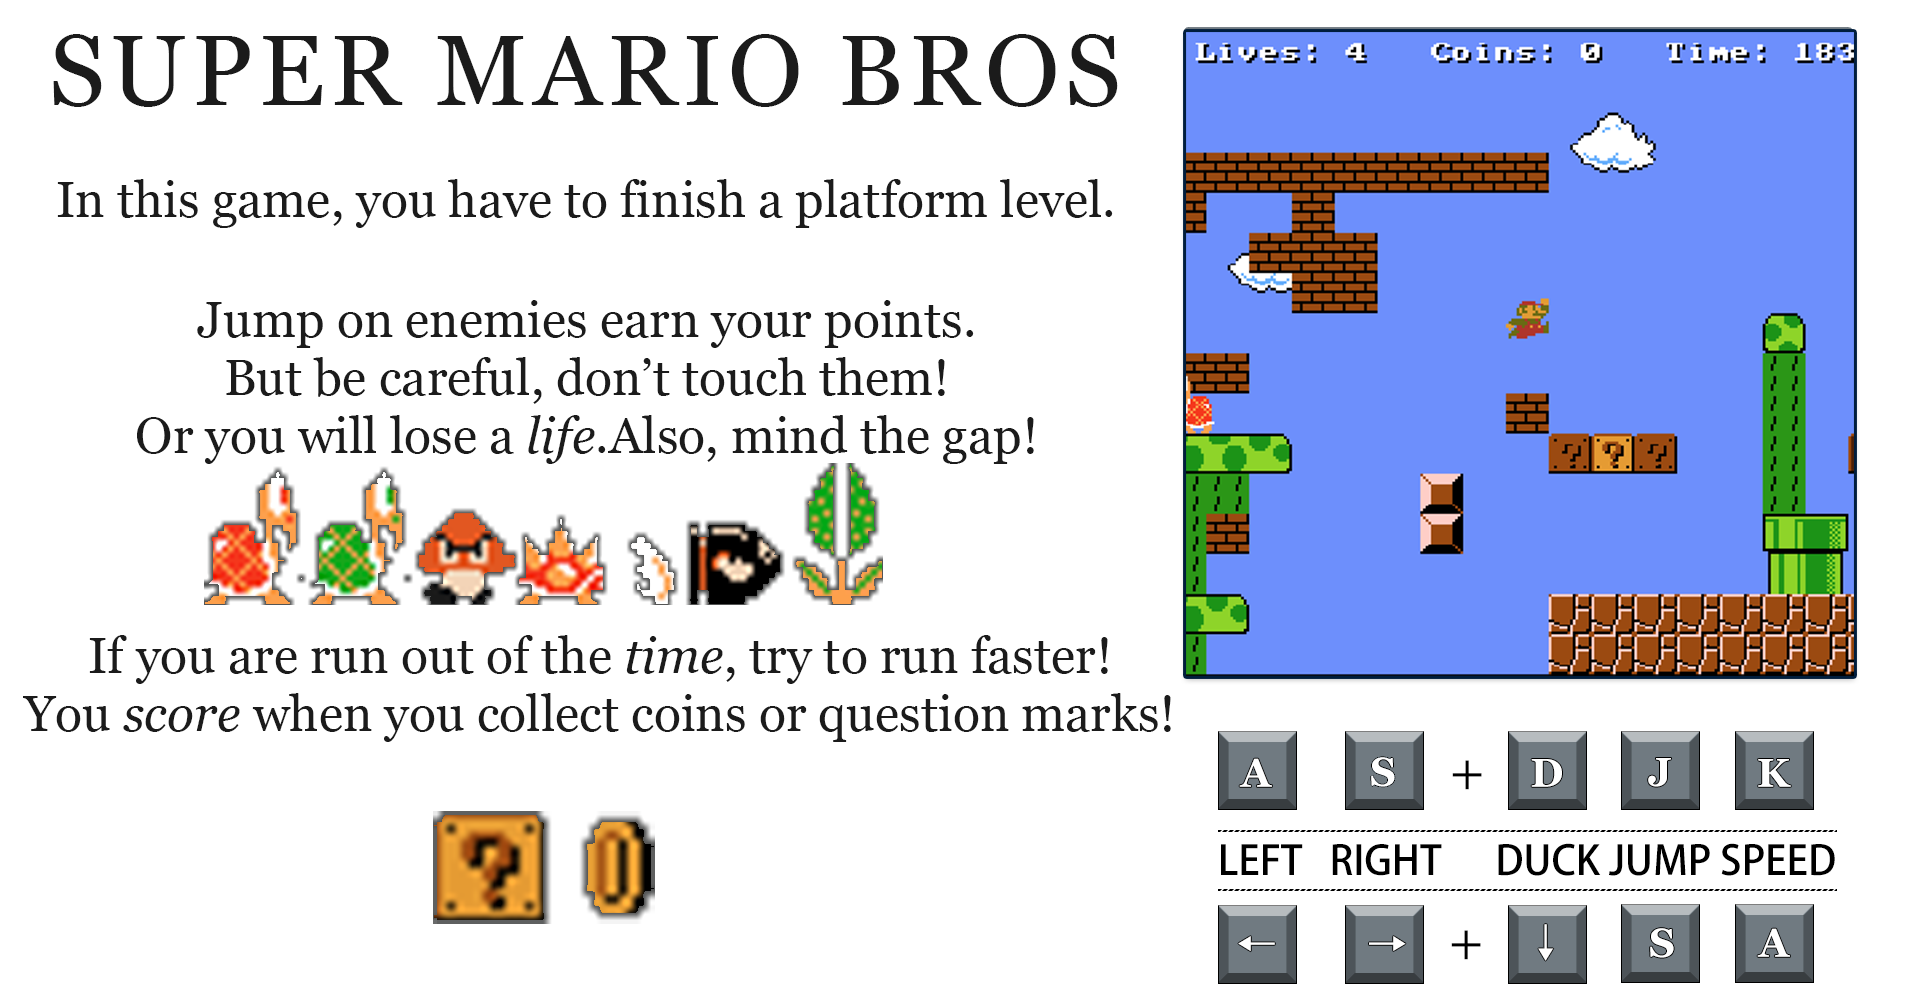 SUPER MARIO BROS
In this game, you have to finish a platform level.
Jump on enemies earn your points.
But be careful, don’t touch them!
Or you will lose a life.Also, mind the gap!
If you are run out of the time, try to run faster!
You score when you collect coins or question marks!
?
Lives: 4 Coins: 0 Time: 183
? ? ?
A S + D J K
LEFT RIGHT DUCK JUMP SPEED
← → + ↓ S A